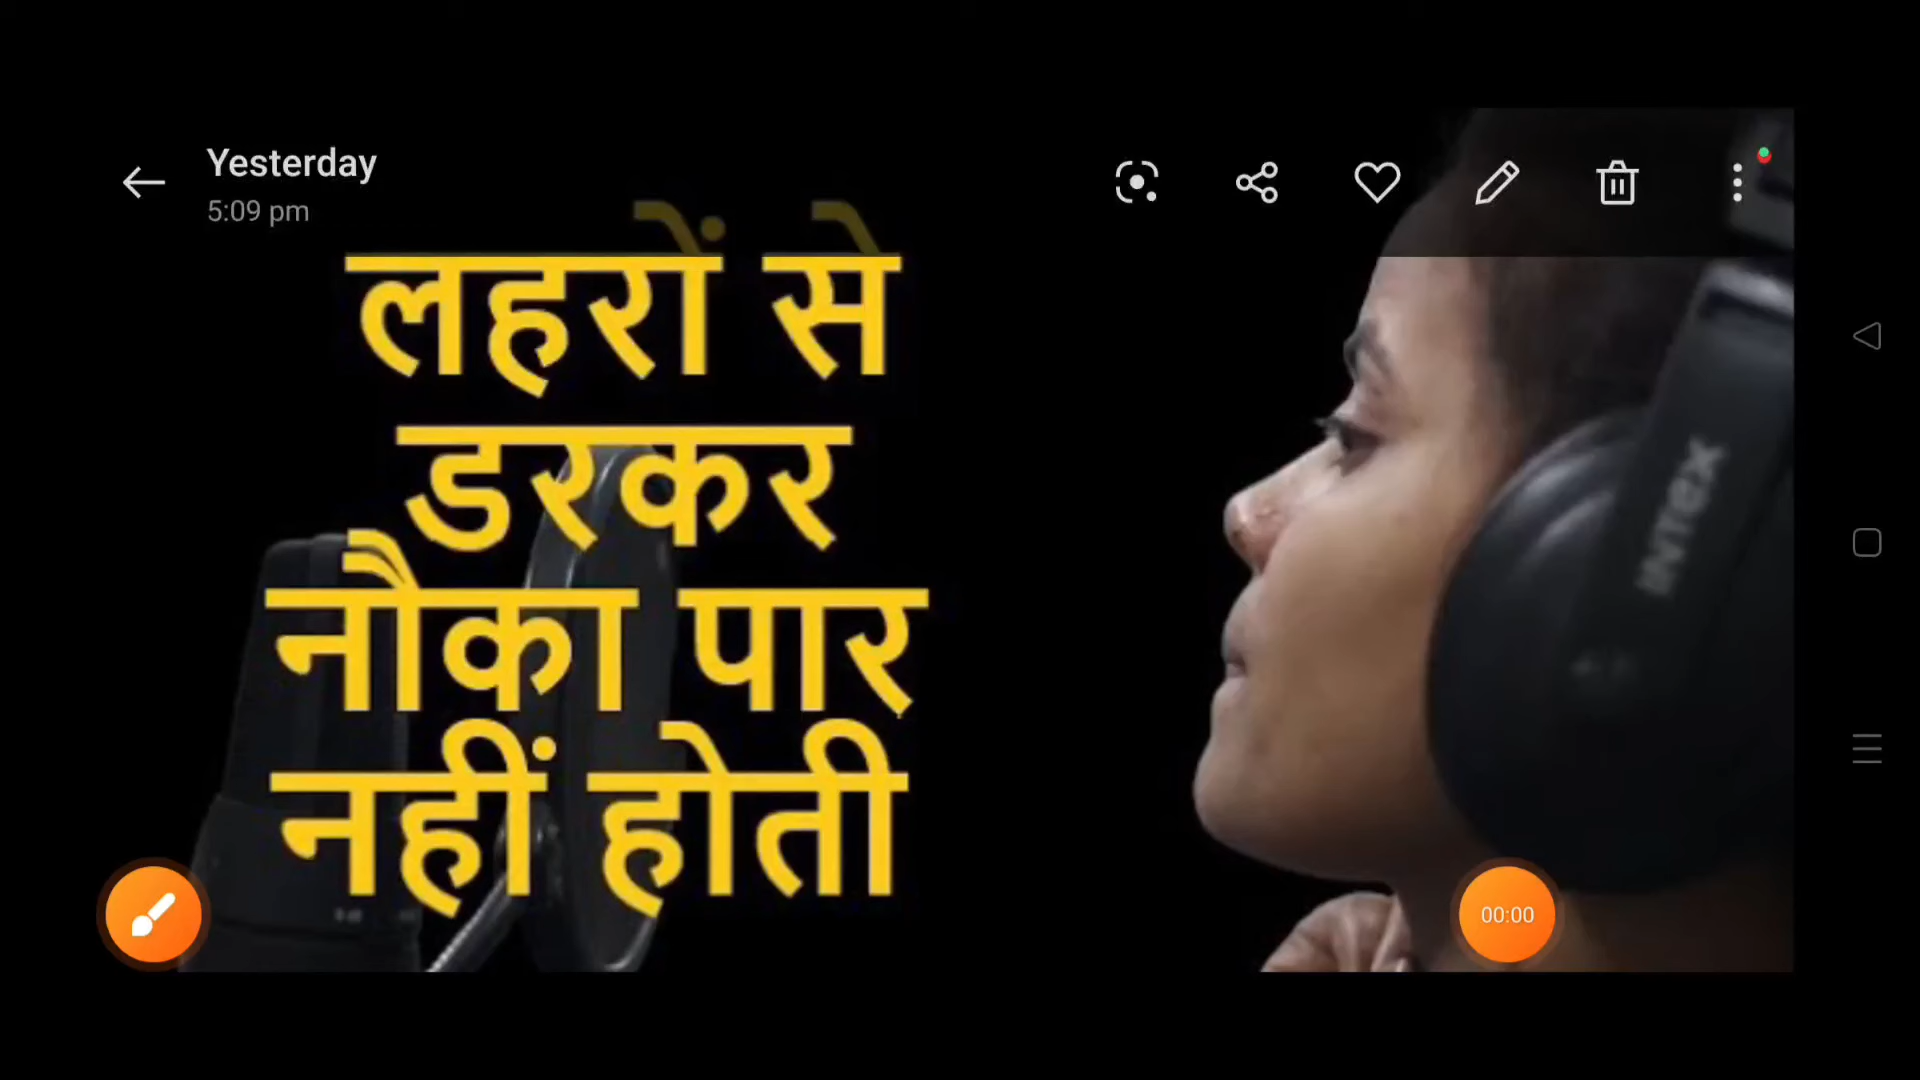 Yesterday
5:09 pm
लहरों से
डरकर
नौका पार
नहीं होती
INTEX
00:00